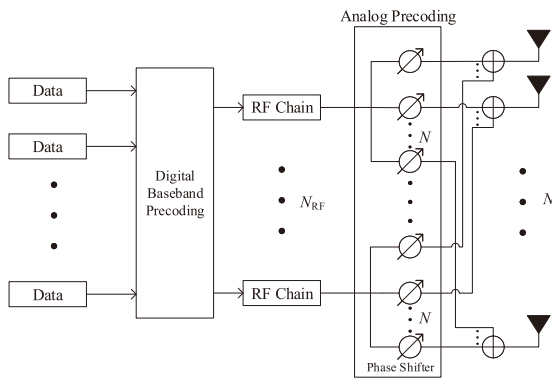 Analog Precoding
Data
Data
Data
Digital
Baseband
Precoding
RF Chain
N_RF
RF Chain
N
N
Phase Shifter
N